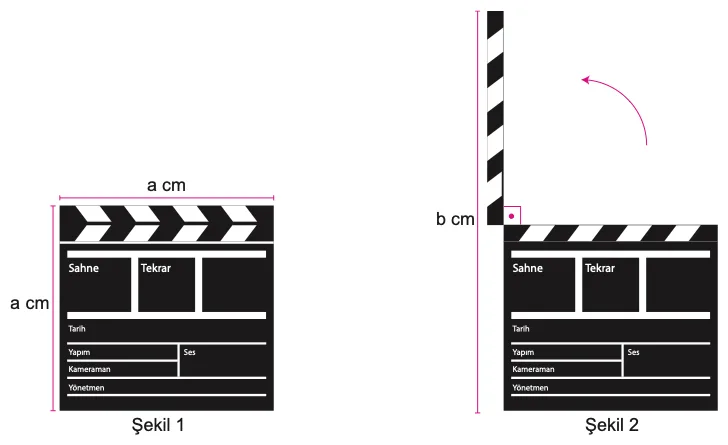 a cm
a cm
Sahne Tekrar
Tarih
Yapım Ses
Kameraman
Yönetmen
Şekil 1
b cm
Sahne Tekrar
Tarih
Yapım Ses
Kameraman
Yönetmen
Şekil 2